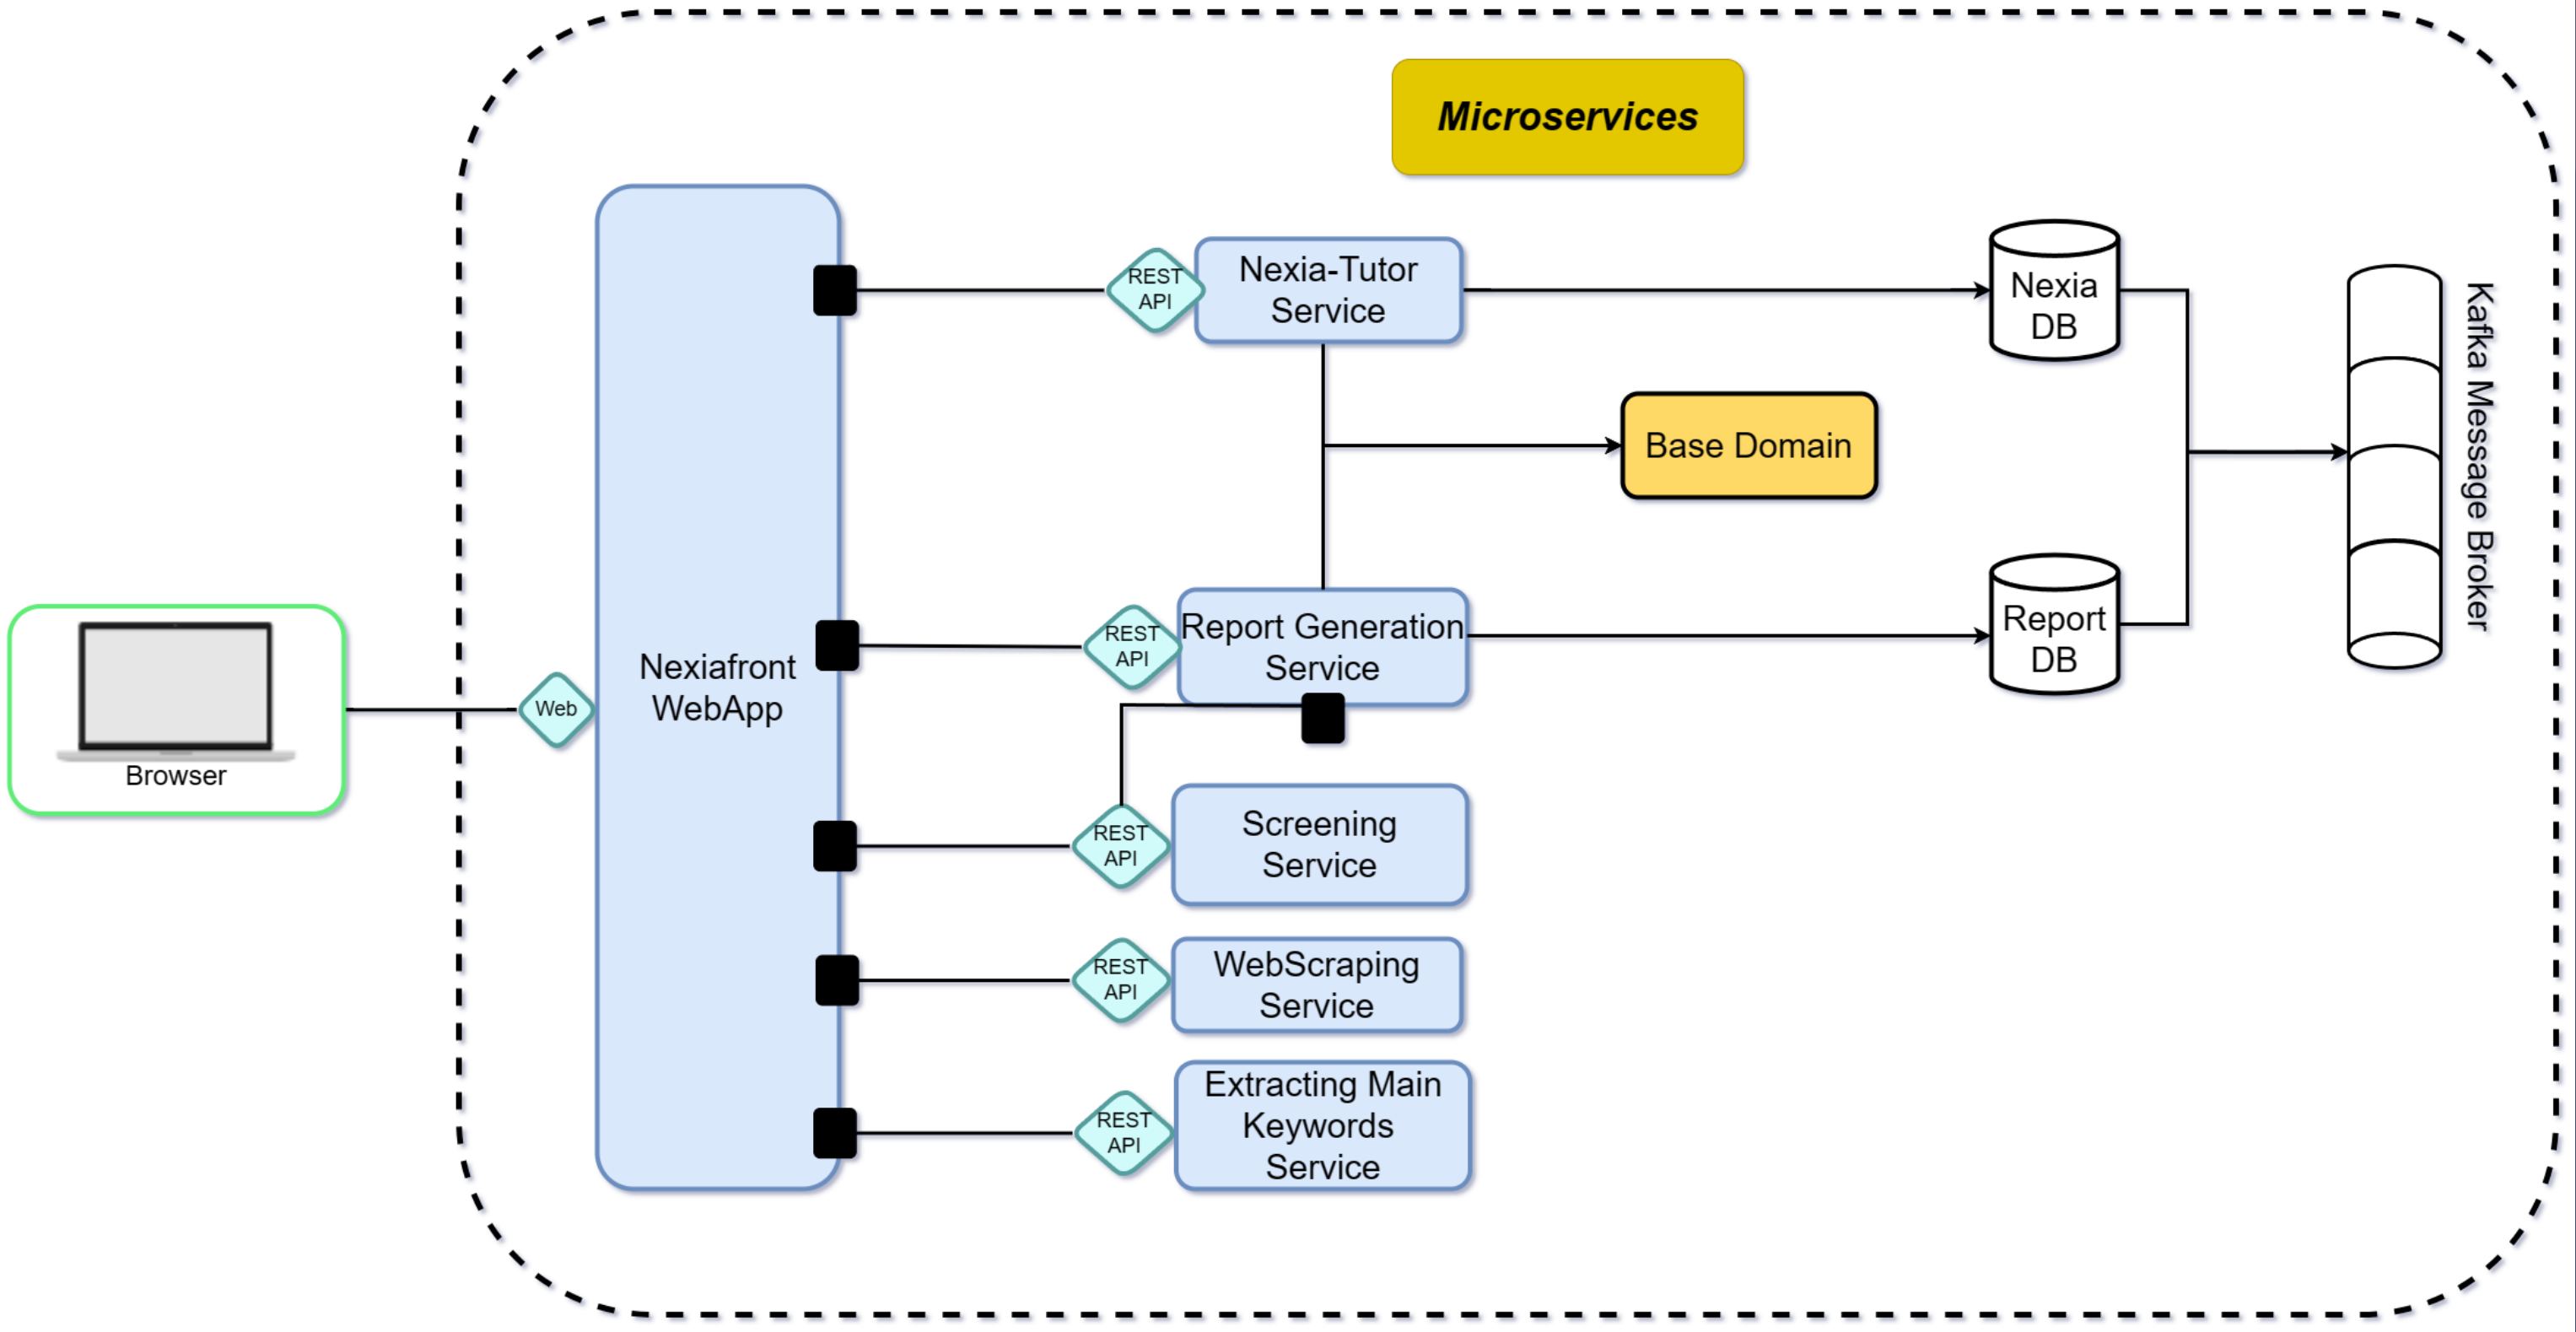 Microservices
Browser
Web
Nexiafront
WebApp
REST
API
Nexia-Tutor
Service
Nexia
DB
Base Domain
REST
API
Report Generation
Service
Report
DB
Kafka Message Broker
REST
API
Screening
Service
REST
API
WebScraping
Service
REST
API
Extracting Main
Keywords
Service